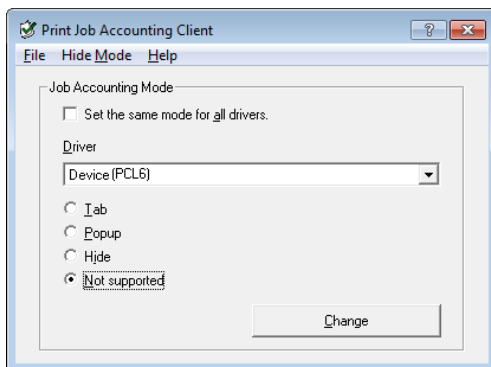 Print Job Accounting Client
File Hide Mode Help
Job Accounting Mode
Set the same mode for all drivers.
Driver
Device (PCL6)
Tab
Popup
Hide
Not supported
Change